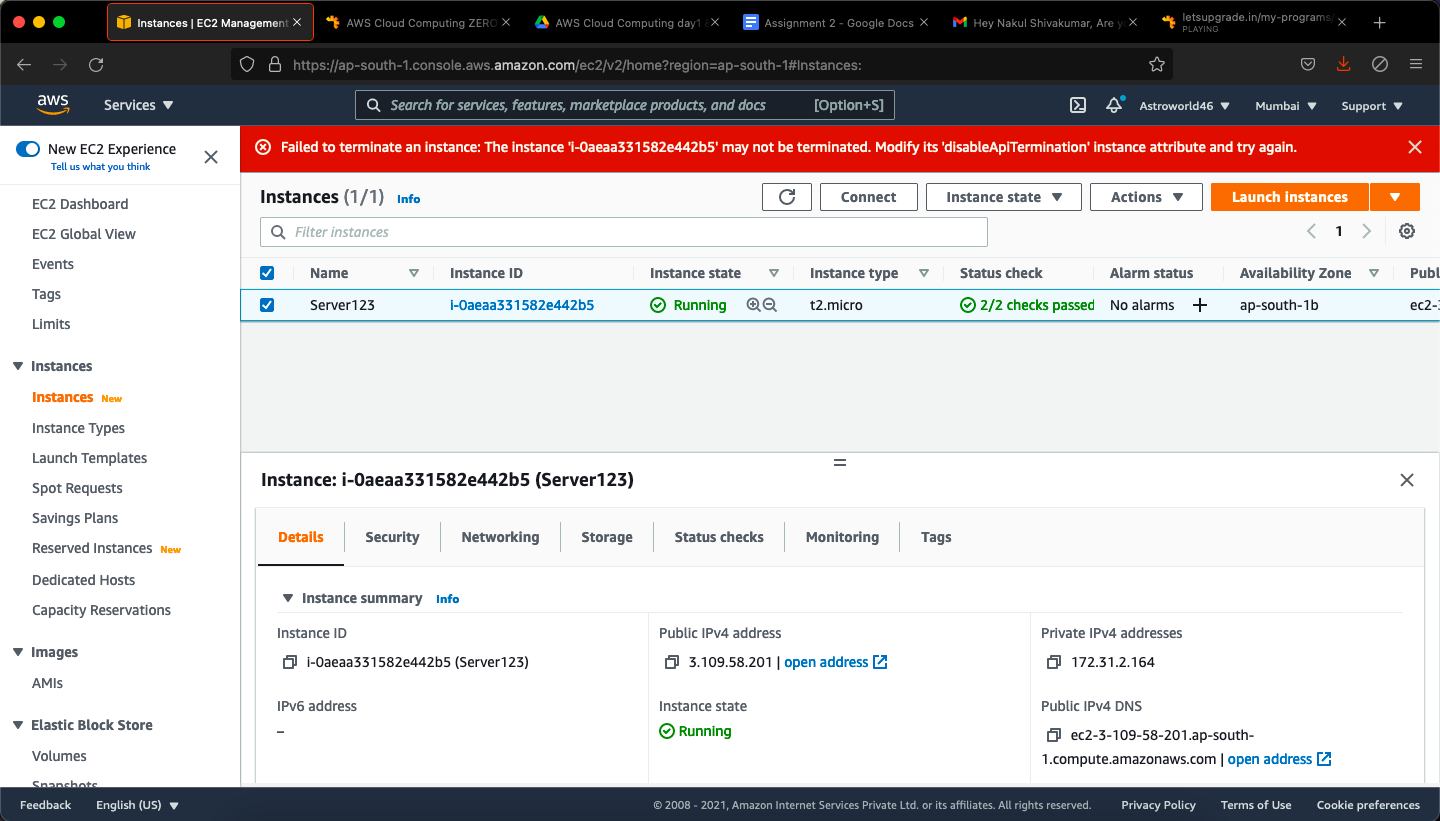 Instances | EC2 Management
AWS Cloud Computing ZERO
AWS Cloud Computing day1 &
Assignment 2 - Google Docs
Hey Nakul Shivakumar, Are yo
letsupgrade.in/my-programs/
PLAYING
https://ap-south-1.console.aws.amazon.com/ec2/v2/home?region=ap-south-1#Instances:
aws
Services
Search for services, features, marketplace products, and docs
[Option+S]
Astroworld46
Mumbai
Support
New EC2 Experience
Tell us what you think
Failed to terminate an instance: The instance 'i-0aeaa331582e442b5' may not be terminated. Modify its 'disableApiTermination' instance attribute and try again.
EC2 Dashboard
EC2 Global View
Events
Tags
Limits
Instances
Instances New
Instance Types
Launch Templates
Spot Requests
Savings Plans
Reserved Instances New
Dedicated Hosts
Capacity Reservations
Images
AMIs
Elastic Block Store
Volumes
Snapshots
Instances (1/1) Info
Connect
Instance state
Actions
Launch instances
Filter instances
1
Name Instance ID Instance state Instance type Status check Alarm status Availability Zone Publ
Server123 i-0aeaa331582e442b5 Running t2.micro 2/2 checks passed No alarms + ap-south-1b ec2-3
Instance: i-0aeaa331582e442b5 (Server123)
Details Security Networking Storage Status checks Monitoring Tags
Instance summary Info
Instance ID
i-0aeaa331582e442b5 (Server123)
Public IPv4 address
3.109.58.201 | open address
Private IPv4 addresses
172.31.2.164
IPv6 address
–
Instance state
Running
Public IPv4 DNS
ec2-3-109-58-201.ap-south-
1.compute.amazonaws.com | open address
Feedback
English (US)
© 2008 - 2021, Amazon Internet Services Private Ltd. or its affiliates. All rights reserved.
Privacy Policy
Terms of Use
Cookie preferences